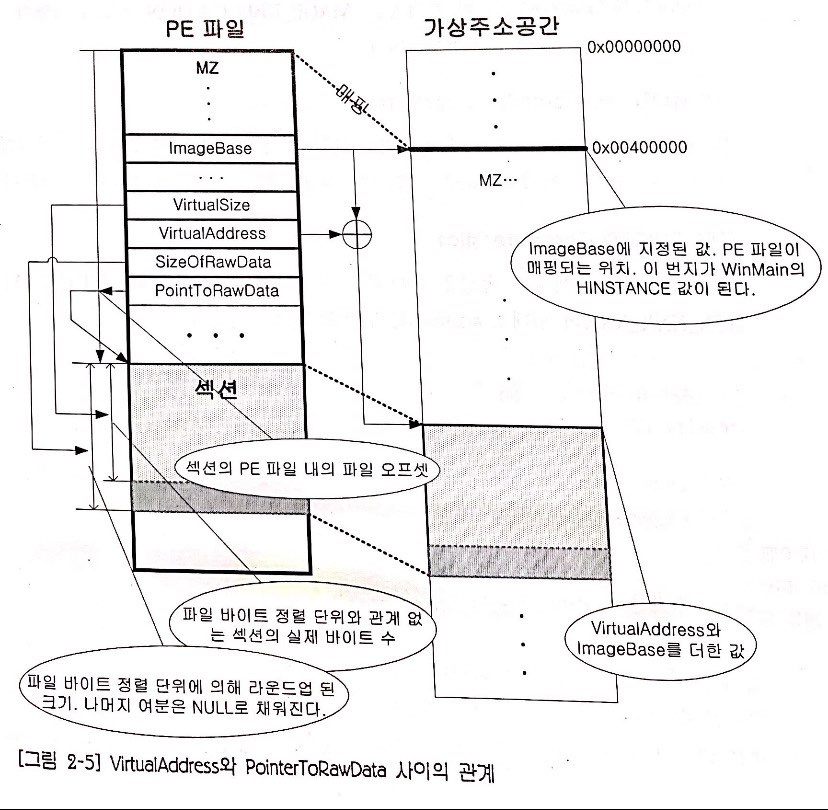 PE 파일
가상주소공간
0x00000000
MZ
매핑
ImageBase
0x00400000
...
MZ...
VirtualSize
VirtualAddress
SizeOfRawData
PointToRawData
ImageBase에 지정된 값. PE 파일이
매핑되는 위치. 이 번지가 WinMain의
HINSTANCE 값이 된다.
섹션
섹션의 PE 파일 내의 파일 오프셋
파일 바이트 정렬 단위와 관계 없
는 섹션의 실제 바이트 수
VirtualAddress와
ImageBase를 더한 값
파일 바이트 정렬 단위에 의해 라운드업 된
크기. 나머지 여분은 NULL로 채워진다.
[그림 2-5] VirtualAddress와 PointerToRawData 사이의 관계